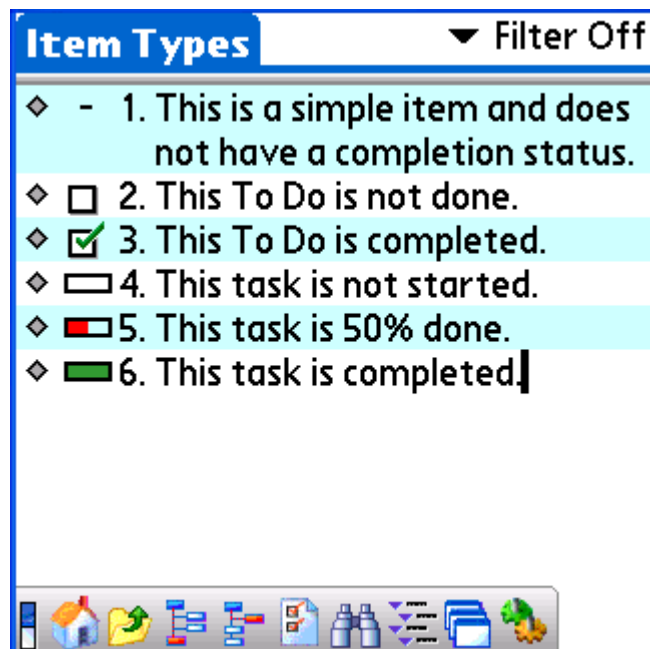 Item Types
Filter Off
- 1. This is a simple item and does
not have a completion status.
2. This To Do is not done.
3. This To Do is completed.
4. This task is not started.
5. This task is 50% done.
6. This task is completed.